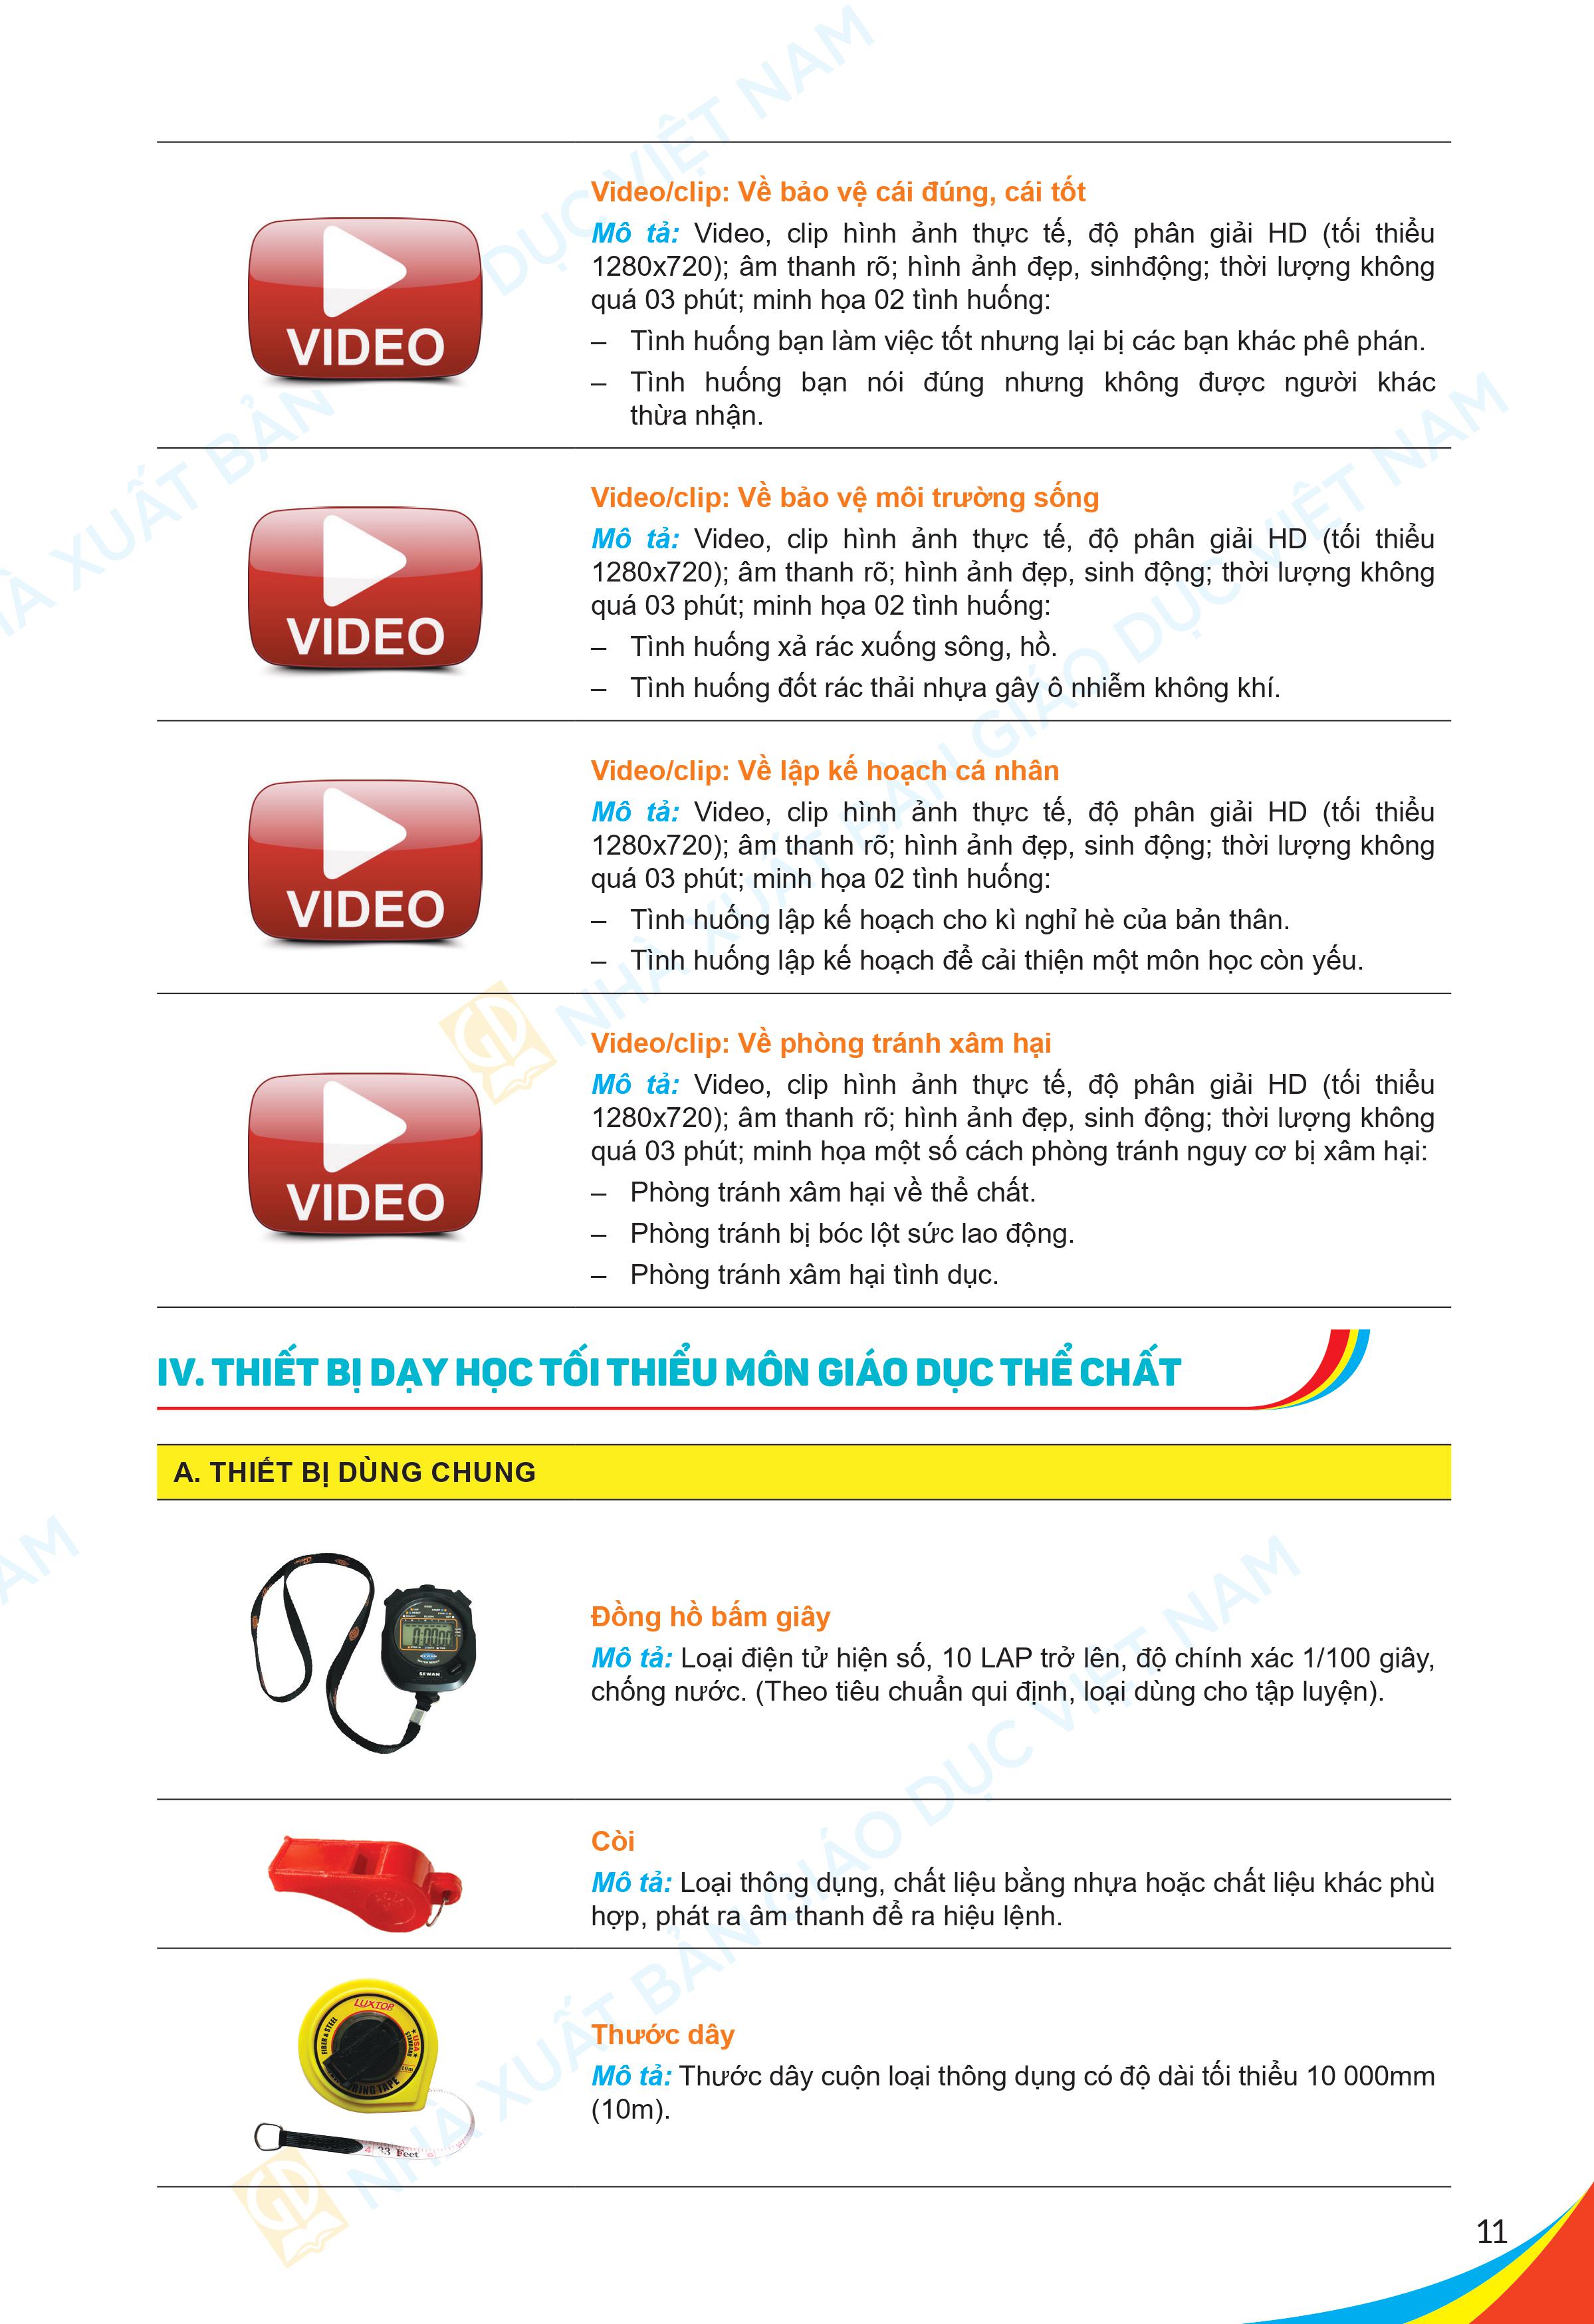 Video/clip: Về bảo vệ cái đúng, cái tốt
Mô tả: Video, clip hình ảnh thực tế, độ phân giải HD (tối thiểu
1280x720); âm thanh rõ; hình ảnh đẹp, sinhđộng; thời lượng không
quá 03 phút; minh họa 02 tình huống:
– Tình huống bạn làm việc tốt nhưng lại bị các bạn khác phê phán.
– Tình huống bạn nói đúng nhưng không được người khác
thừa nhận.
VIDEO
Video/clip: Về bảo vệ môi trường sống
Mô tả: Video, clip hình ảnh thực tế, độ phân giải HD (tối thiểu
1280x720); âm thanh rõ; hình ảnh đẹp, sinh động; thời lượng không
quá 03 phút; minh họa 02 tình huống:
– Tình huống xả rác xuống sông, hồ.
– Tình huống đốt rác thải nhựa gây ô nhiễm không khí.
VIDEO
Video/clip: Về lập kế hoạch cá nhân
Mô tả: Video, clip hình ảnh thực tế, độ phân giải HD (tối thiểu
1280x720); âm thanh rõ; hình ảnh đẹp, sinh động; thời lượng không
quá 03 phút; minh họa 02 tình huống:
– Tình huống lập kế hoạch cho kì nghỉ hè của bản thân.
– Tình huống lập kế hoạch để cải thiện một môn học còn yếu.
VIDEO
Video/clip: Về phòng tránh xâm hại
Mô tả: Video, clip hình ảnh thực tế, độ phân giải HD (tối thiểu
1280x720); âm thanh rõ; hình ảnh đẹp, sinh động; thời lượng không
quá 03 phút; minh họa một số cách phòng tránh nguy cơ bị xâm hại:
– Phòng tránh xâm hại về thể chất.
– Phòng tránh bị bóc lột sức lao động.
– Phòng tránh xâm hại tình dục.
VIDEO
IV. THIẾT BỊ DẠY HỌC TỐI THIỂU MÔN GIÁO DỤC THỂ CHẤT
A. THIẾT BỊ DÙNG CHUNG
Đồng hồ bấm giây
Mô tả: Loại điện tử hiện số, 10 LAP trở lên, độ chính xác 1/100 giây,
chống nước. (Theo tiêu chuẩn qui định, loại dùng cho tập luyện).
Còi
Mô tả: Loại thông dụng, chất liệu bằng nhựa hoặc chất liệu khác phù
hợp, phát ra âm thanh để ra hiệu lệnh.
LUXTOP
FIBER & STEEL
USA
STANDARD
RING TAPE
33 Feet
Thước dây
Mô tả: Thước dây cuộn loại thông dụng có độ dài tối thiểu 10 000mm
(10m).
11
NHÀ XUẤT BẢN GIÁO DỤC VIỆT NAM
NHÀ XUẤT BẢN GIÁO DỤC VIỆT NAM